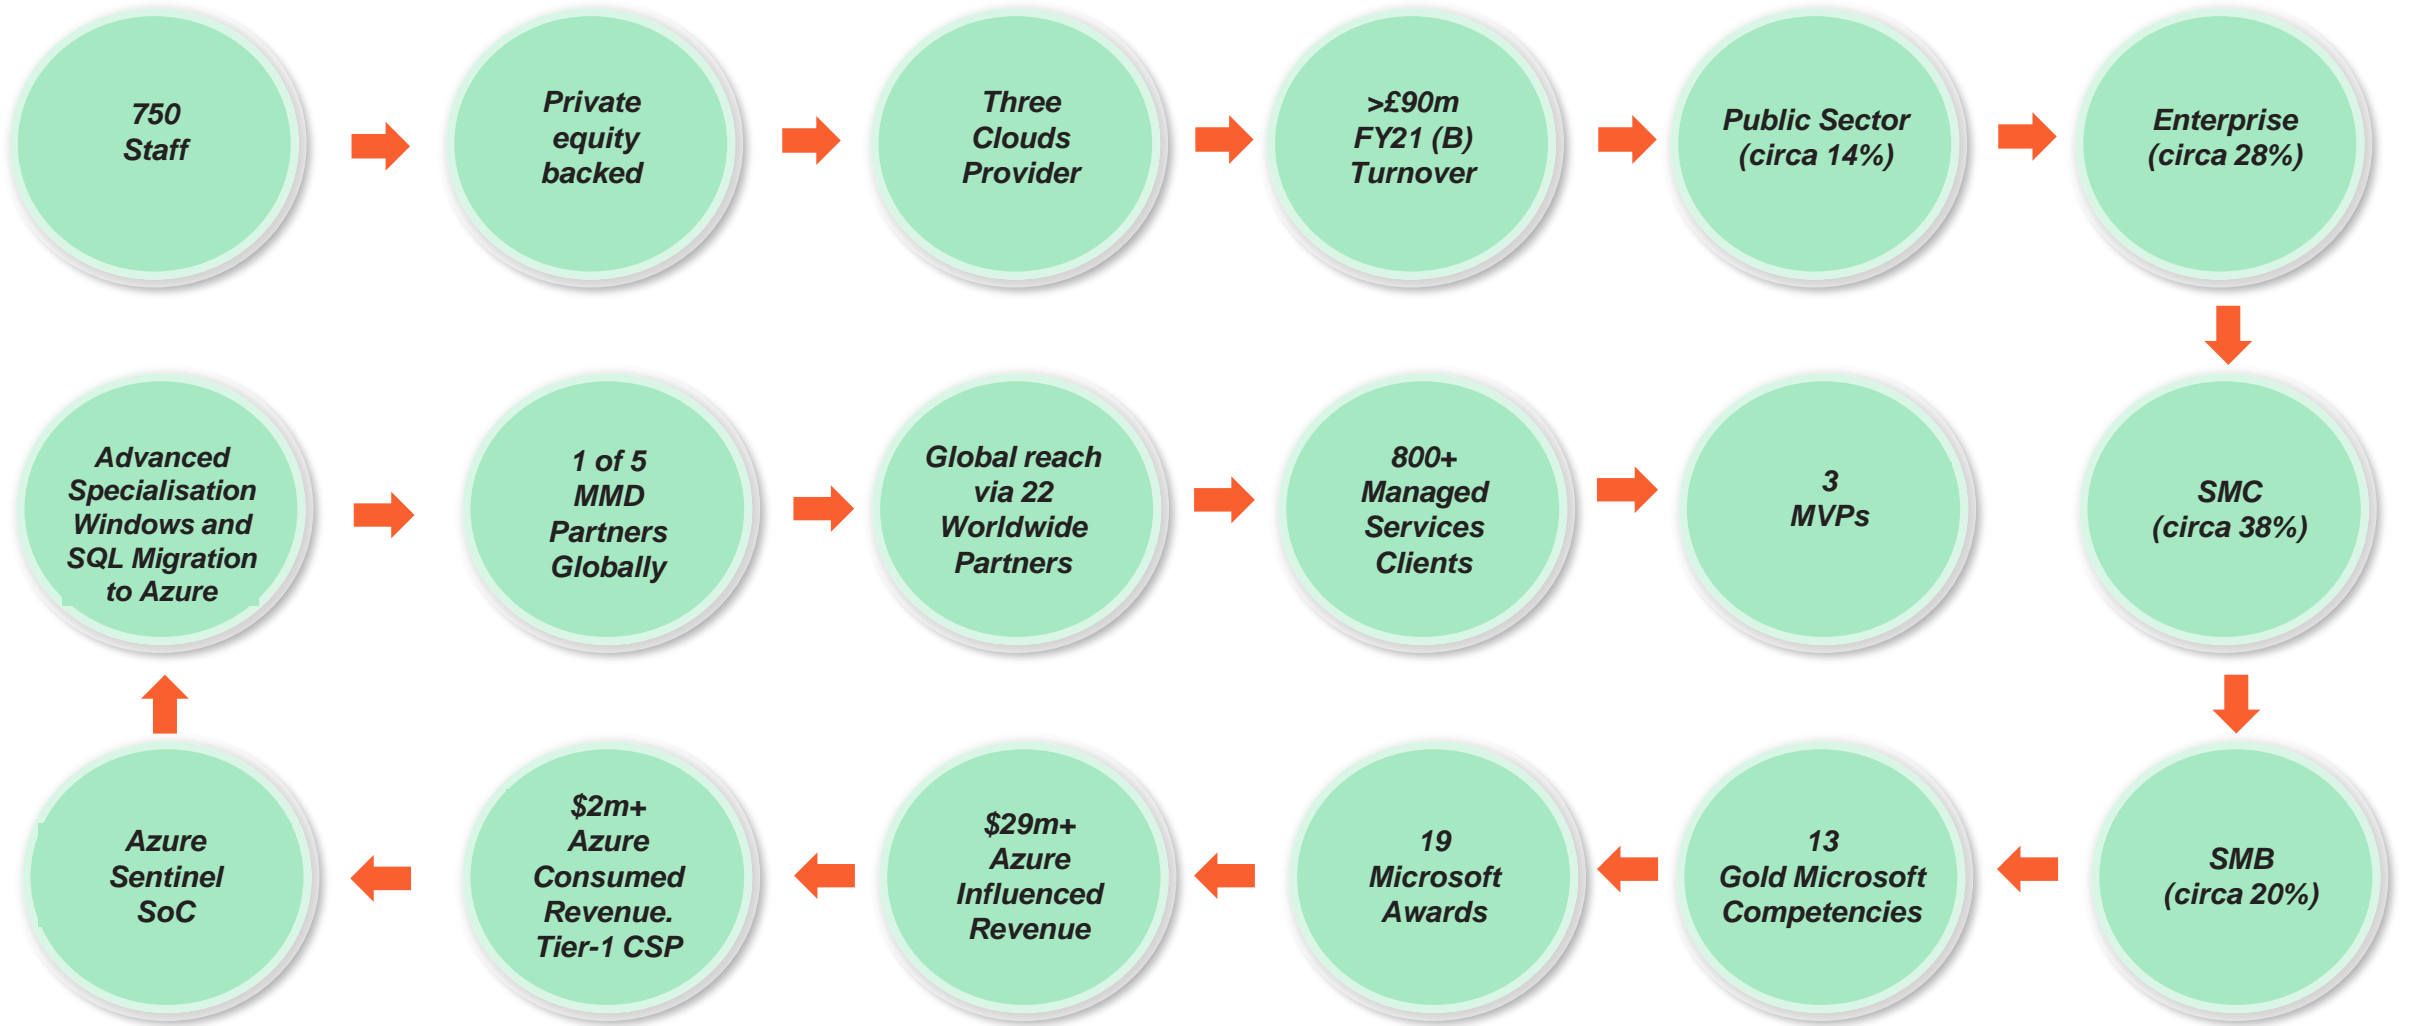 750
Staff
Private
equity
backed
Three
Clouds
Provider
>£90m
FY21 (B)
Turnover
Public Sector
(circa 14%)
Enterprise
(circa 28%)
SMC
(circa 38%)
SMB
(circa 20%)
13
Gold Microsoft
Competencies
19
Microsoft
Awards
$29m+
Azure
Influenced
Revenue
$2m+
Azure
Consumed
Revenue.
Tier-1 CSP
Azure
Sentinel
SoC
Advanced
Specialisation
Windows and
SQL Migration
to Azure
1 of 5
MMD
Partners
Globally
Global reach
via 22
Worldwide
Partners
800+
Managed
Services
Clients
3
MVPs